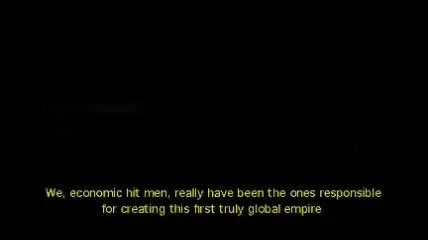 We, economic hit men, really have been the ones responsible
for creating this first truly global empire